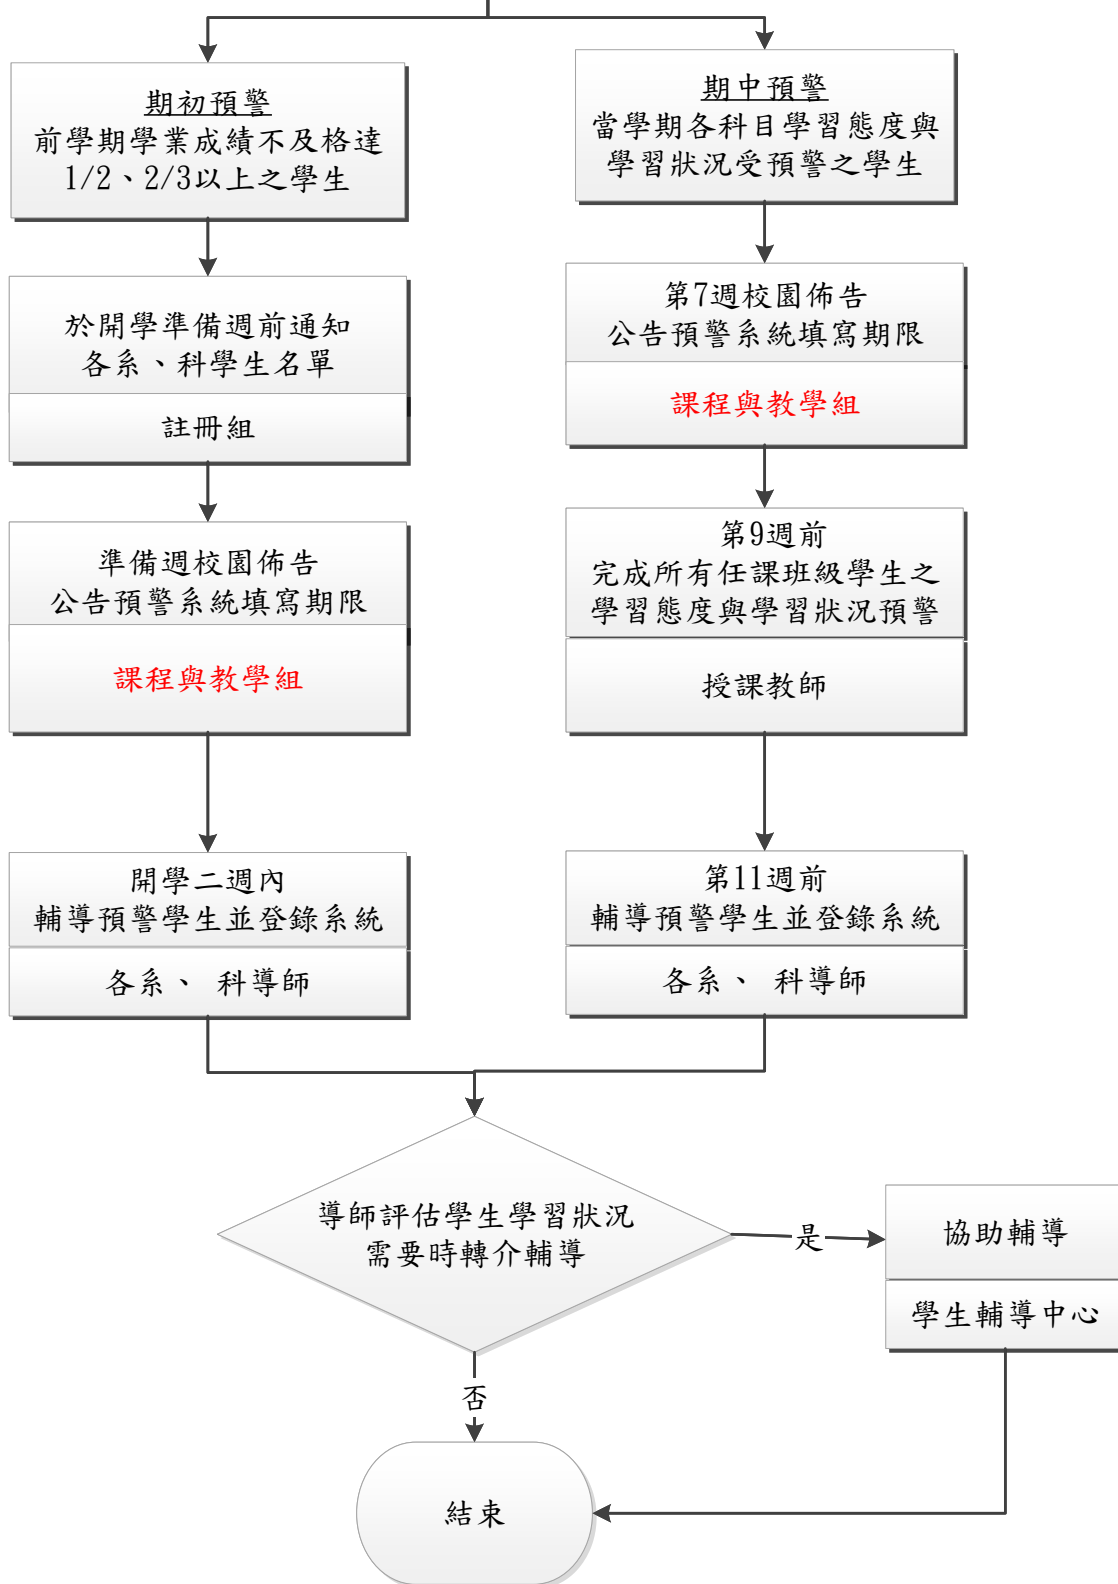 期初預警
前學期學業成績不及格達
1/2、2/3以上之學生
於開學準備週前通知
各系、科學生名單
註冊組
準備週校園佈告
公告預警系統填寫期限
課程與教學組
開學二週內
輔導預警學生並登錄系統
各系、 科導師
期中預警
當學期各科目學習態度與
學習狀況受預警之學生
第7週校園佈告
公告預警系統填寫期限
課程與教學組
第9週前
完成所有任課班級學生之
學習態度與學習狀況預警
授課教師
第11週前
輔導預警學生並登錄系統
各系、 科導師
導師評估學生學習狀況
需要時轉介輔導
是
協助輔導
學生輔導中心
否
結束